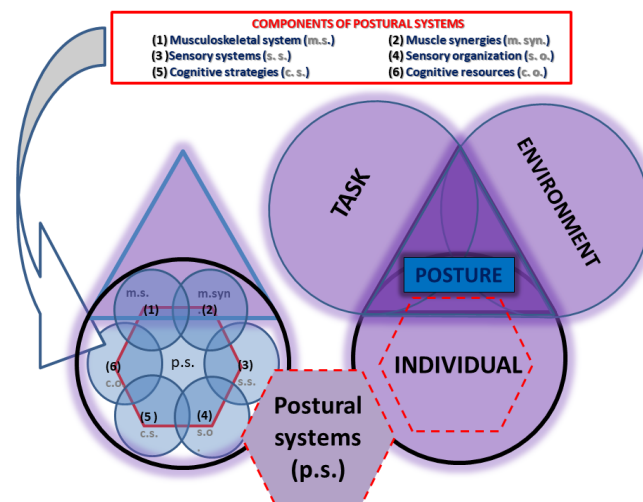 COMPONENTS OF POSTURAL SYSTEMS
(1) Musculoskeletal system (m.s.) (2) Muscle synergies (m. syn.)
(3) Sensory systems (s. s.) (4) Sensory organization (s. o.)
(5) Cognitive strategies (c. s.) (6) Cognitive resources (c. o.)
TASK
ENVIRONMENT
POSTURE
INDIVIDUAL
m.s. m.syn
.
(1) (2)
(6) p.s. (3)
c.o. s.s.
(5 ) (4)
c.s. s.o
.
Postural
systems
(p.s.)